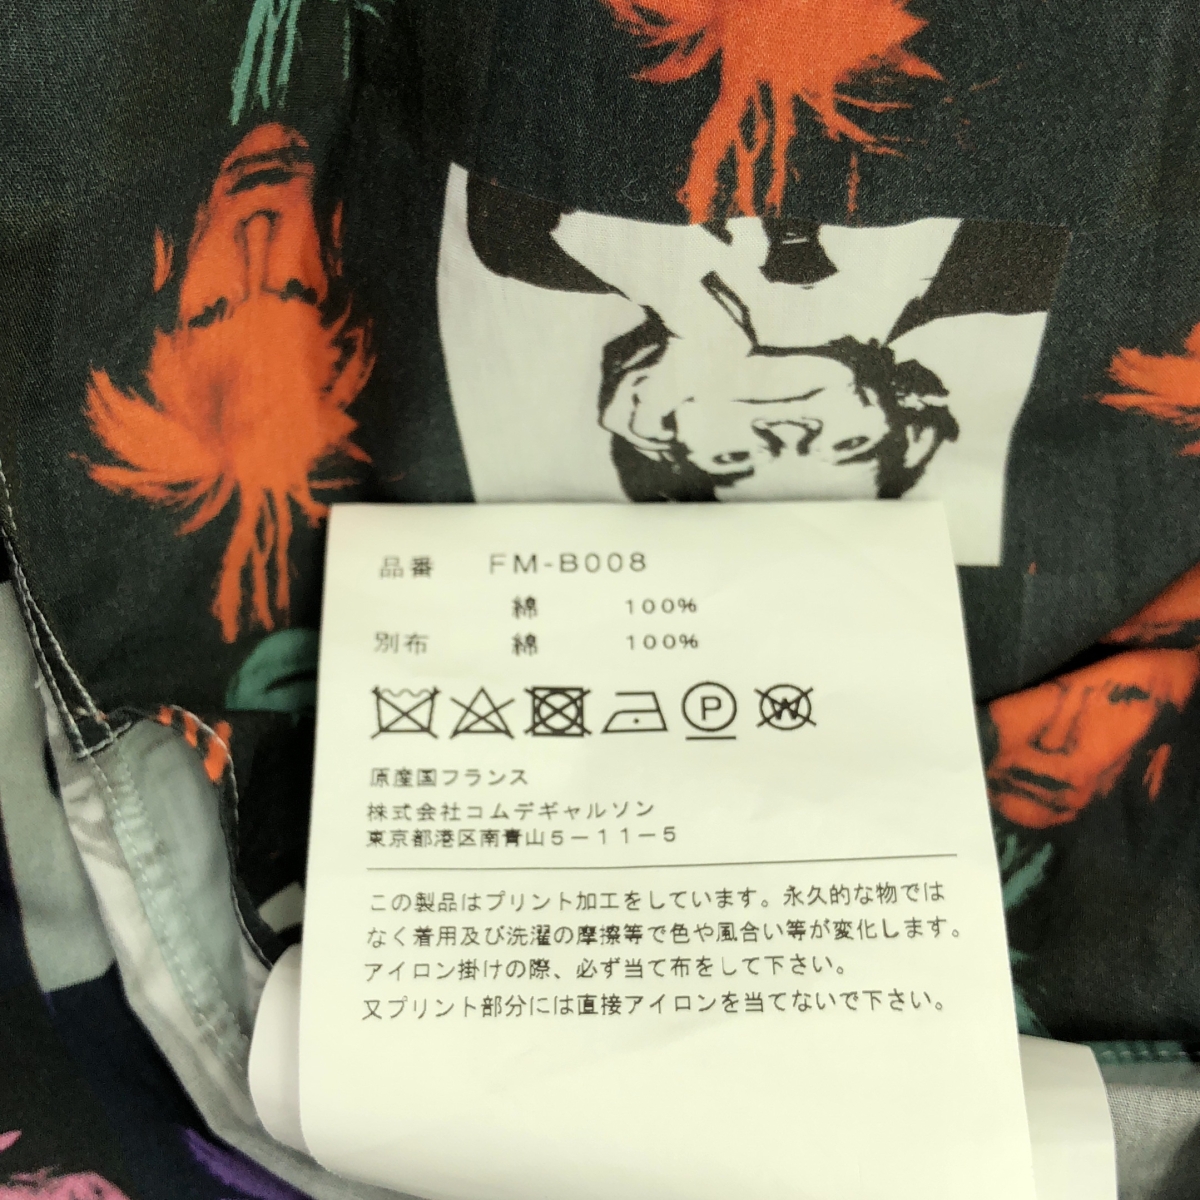 品番 FM-B008
綿 100%
別布 綿 100%
P W
原産国フランス
株式会社コムデギャルソン
東京都港区南青山5-11-5
この製品はプリント加工をしています。永久的な物では
なく着用及び洗濯の摩擦等で色や風合い等が変化します。
アイロン掛けの際、必ず当て布をして下さい。
又プリント部分には直接アイロンを当てないで下さい。